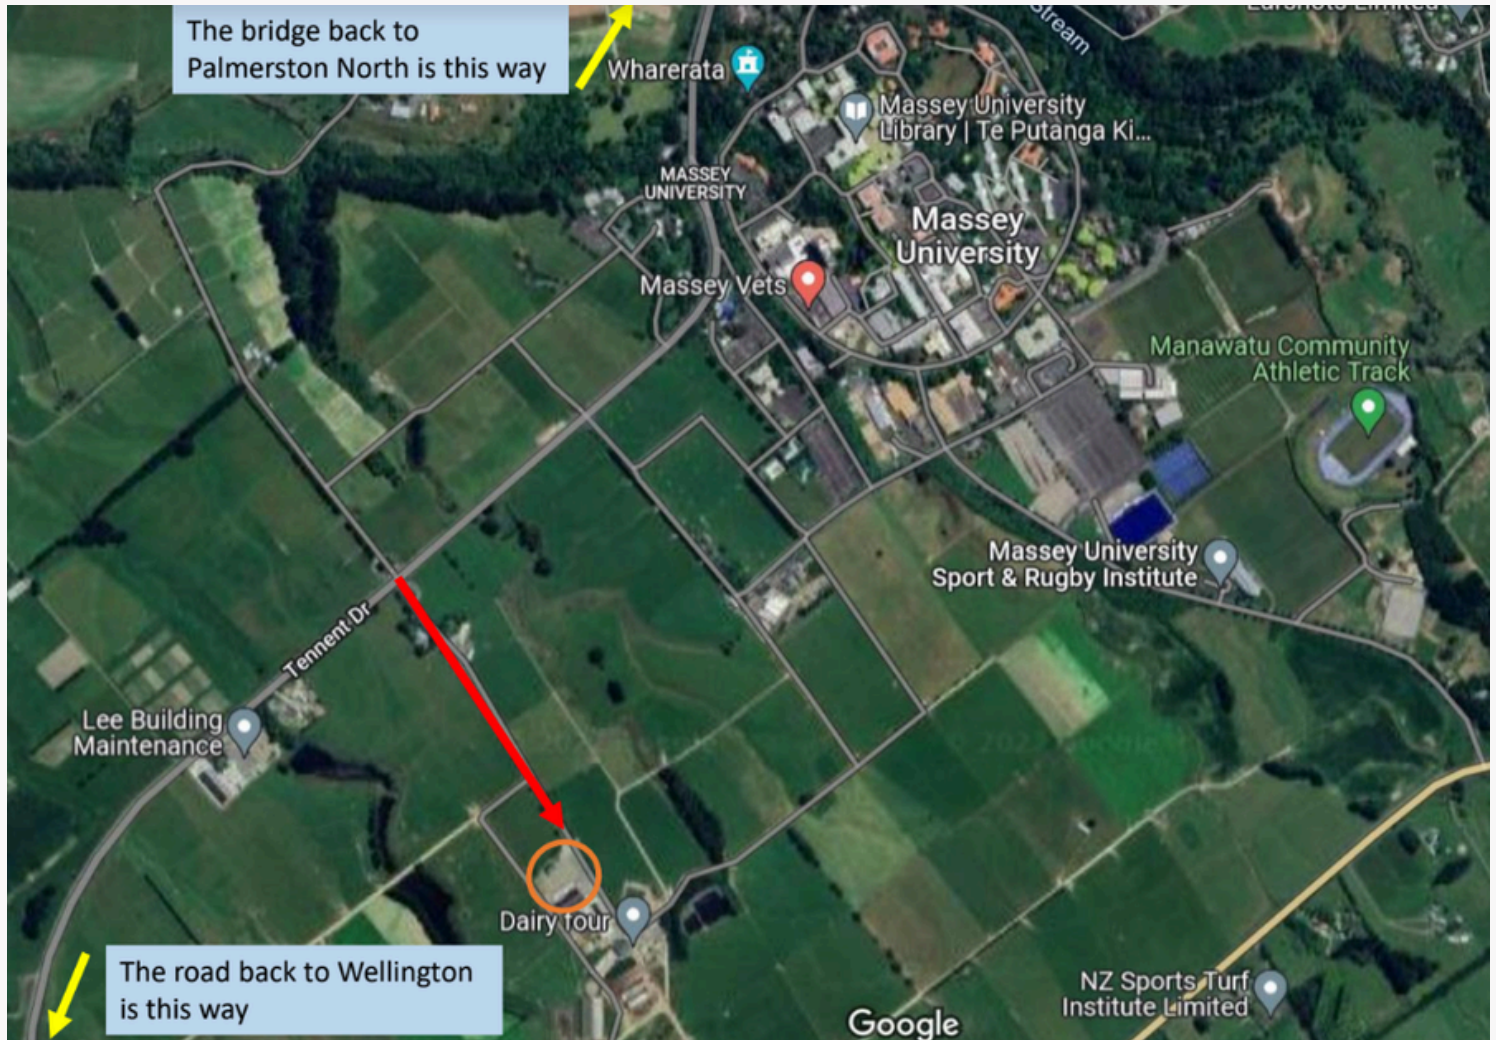 The bridge back to
Palmerston North is this way
Wharerata
Stream
Massey University
Library | Te Putanga Ki...
MASSEY
UNIVERSITY
Massey
University
Massey Vets
Manawatu Community
Athletic Track
Massey University
Sport & Rugby Institute
Tennent Dr
Lee Building
Maintenance
Dairy four
The road back to Wellington
is this way
NZ Sports Turf
Institute Limited
Google